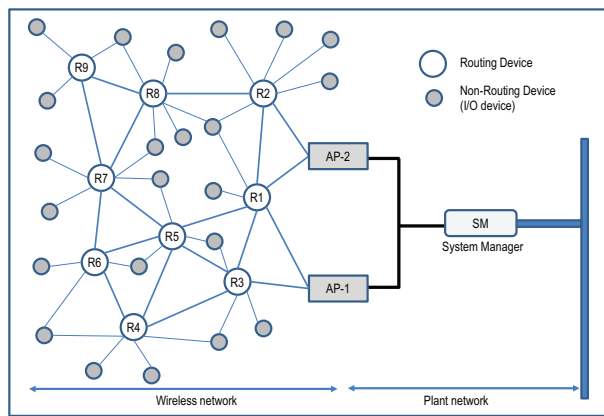 R9
R8
R2
Routing Device
Non-Routing Device
(I/O device)
AP-2
R7
R1
SM
System Manager
R5
R6
R3
AP-1
R4
Wireless network
Plant network